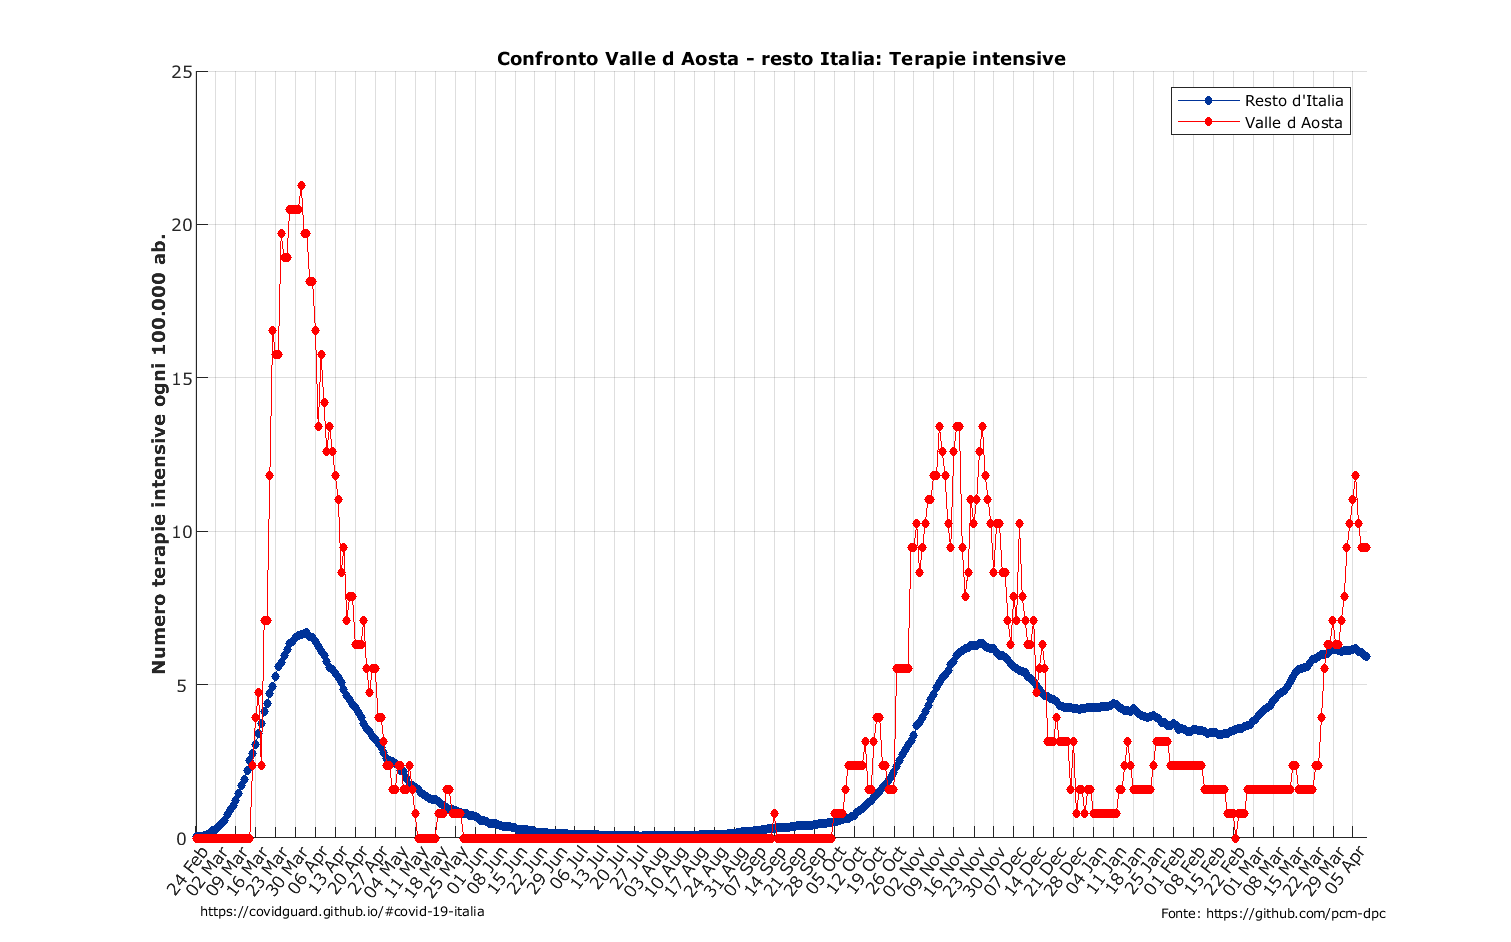 Confronto Valle d Aosta - resto Italia: Terapie intensive
Resto d'Italia
Valle d Aosta
Numero terapie intensive ogni 100.000 ab.
25
20
15
10
5
0
24 Feb
02 Mar
09 Mar
16 Mar
23 Mar
30 Mar
06 Apr
13 Apr
20 Apr
27 Apr
04 May
11 May
18 May
25 May
01 Jun
08 Jun
15 Jun
22 Jun
29 Jun
06 Jul
13 Jul
20 Jul
27 Jul
03 Aug
10 Aug
17 Aug
24 Aug
31 Aug
07 Sep
14 Sep
21 Sep
28 Sep
05 Oct
12 Oct
19 Oct
26 Oct
02 Nov
09 Nov
16 Nov
23 Nov
30 Nov
07 Dec
14 Dec
21 Dec
28 Dec
04 Jan
11 Jan
18 Jan
25 Jan
01 Feb
08 Feb
15 Feb
22 Feb
01 Mar
08 Mar
15 Mar
22 Mar
29 Mar
05 Apr
https://covidguard.github.io/#covid-19-italia
Fonte: https://github.com/pcm-dpc